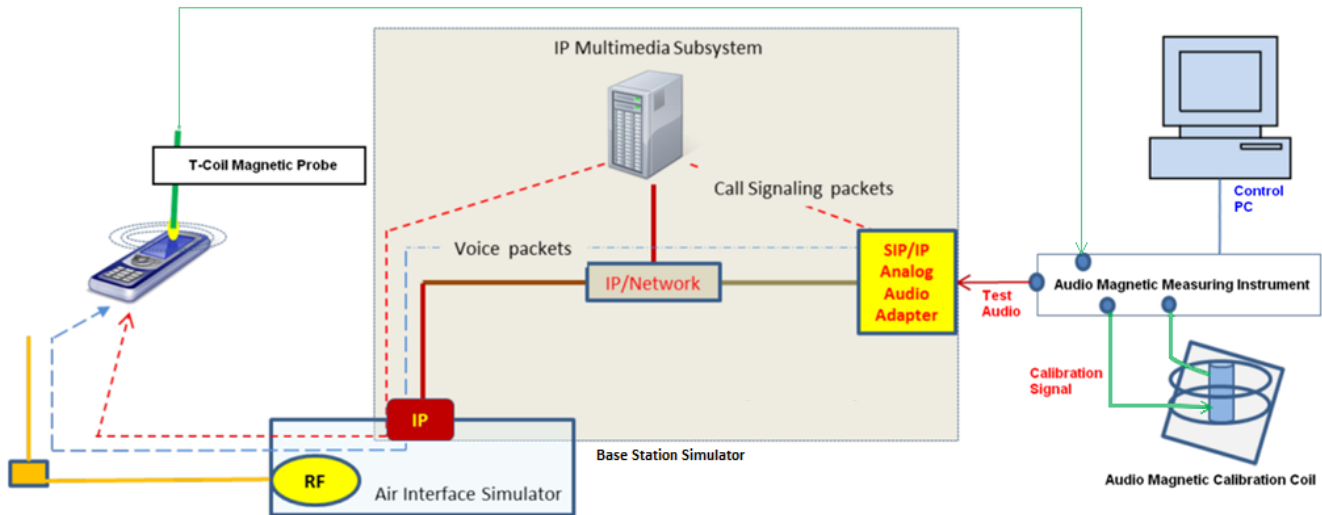 IP Multimedia Subsystem
T-Coil Magnetic Probe
Call Signaling packets
Control
PC
Voice packets
SIP/IP
Analog
Audio
Adapter
IP/Network
Test
Audio
Audio Magnetic Measuring Instrument
Calibration
Signal
IP
Base Station Simulator
RF
Air Interface Simulator
Audio Magnetic Calibration Coil